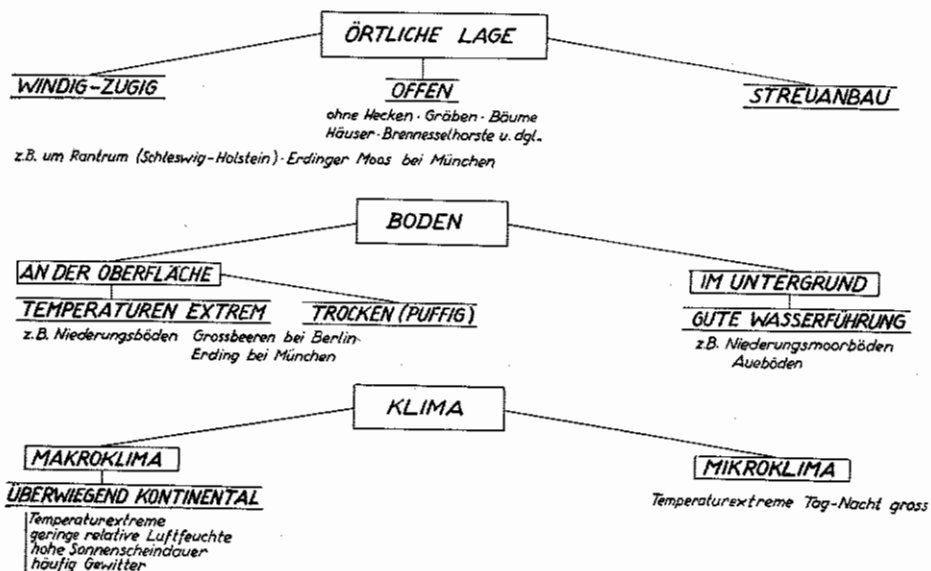 ÖRTLICHE LAGE
WINDIG-ZUGIG
OFFEN
STREUANBAU
ohne Hecken · Gräben · Bäume
Häuser · Brennesselhorste u. dgl.
z.B. um Rantrum (Schleswig-Holstein) · Erdinger Moos bei München
BODEN
AN DER OBERFLÄCHE
IM UNTERGRUND
TEMPERATUREN EXTREM
TROCKEN (PUFFIG)
GUTE WASSERFÜHRUNG
z.B. Niederungsböden Grossbeeren bei Berlin
Erding bei München
z.B. Niederungsmoorböden
Aueböden
KLIMA
MAKROKLIMA
MIKROKLIMA
ÜBERWIEGEND KONTINENTAL
Temperaturextreme Tag-Nacht gross
Temperaturextreme
geringe relative Luftfeuchte
hohe Sonnenscheindauer
häufig Gewitter